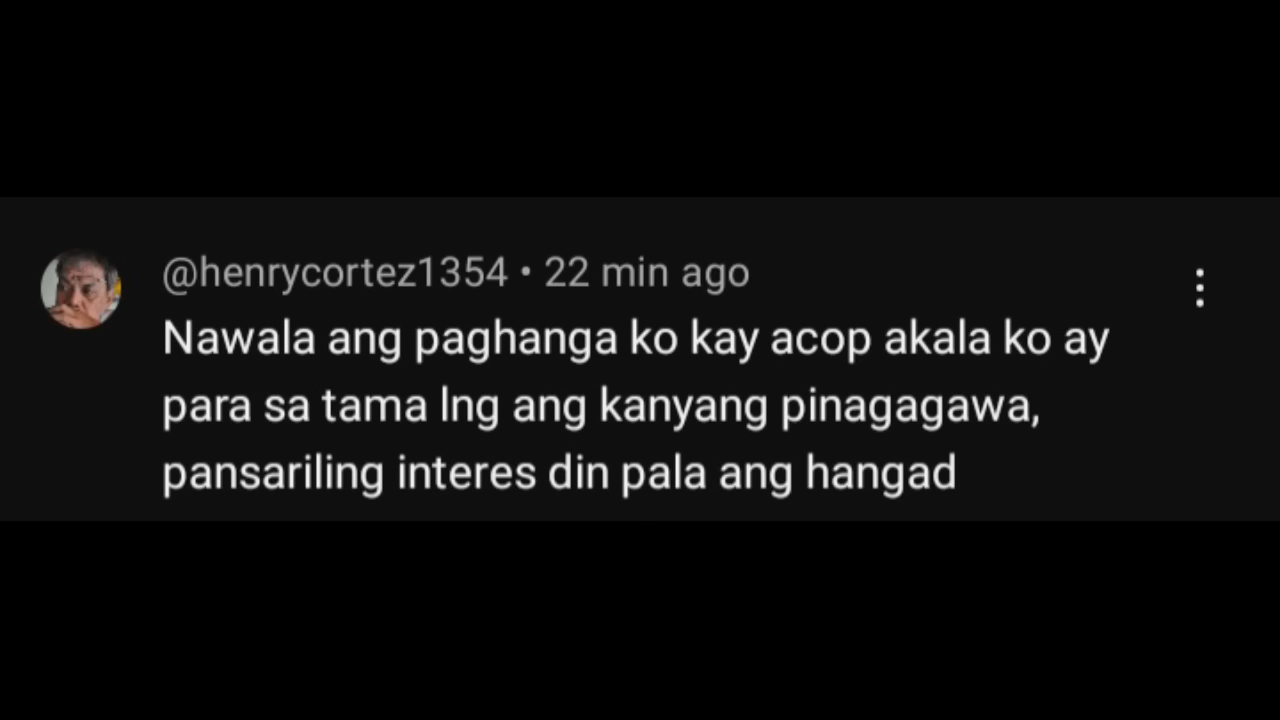 @henrycortez1354 • 22 min ago
Nawala ang paghanga ko kay acop akala ko ay
para sa tama lng ang kanyang pinagagawa,
pansariling interes din pala ang hangad